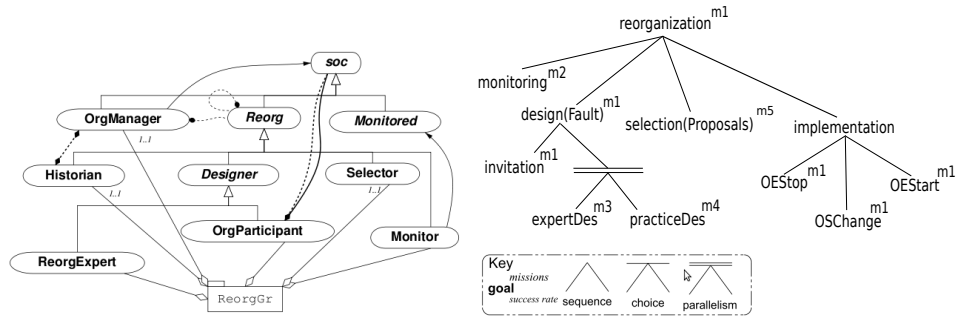 soc
OrgManager
Reorg
Monitored
1..1
Historian
Designer
Selector
1..1
1..1
OrgParticipant
Monitor
ReorgExpert
ReorgGr
reorganization m1
monitoring m2
design(Fault) m1
selection(Proposals) m5
implementation
invitation m1
OEStop m1
OEStart m1
expertDes m3
practiceDes m4
OSChange m1
Key
missions
goal
success rate
sequence
choice
parallelism